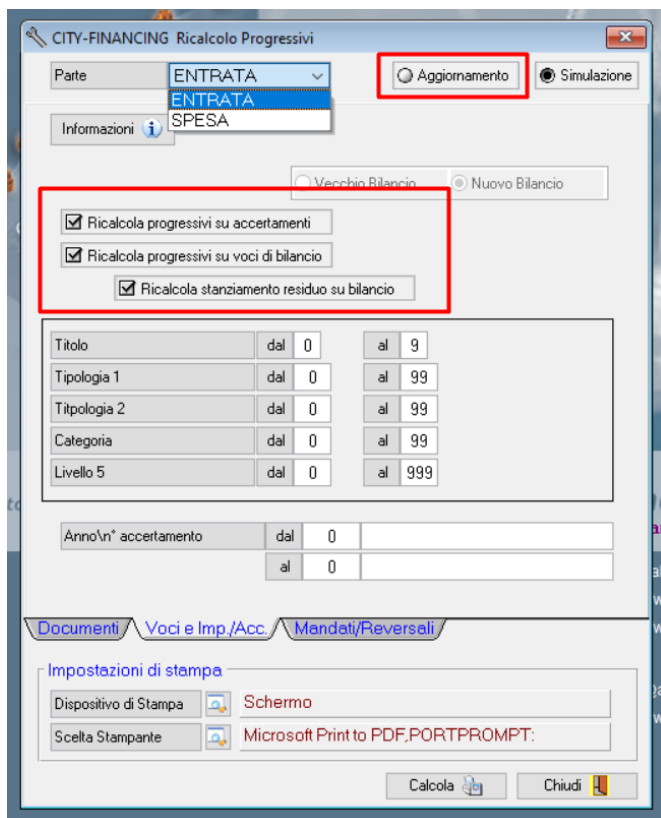 CITY-FINANCING Ricalcolo Progressivi
Parte ENTRATA Aggiornamento Simulazione
ENTRATA
SPESA
Informazioni
Vecchio Bilancio Nuovo Bilancio
Ricalcola progressivi su accertamenti
Ricalcola progressivi su voci di bilancio
Ricalcola stanziamento residuo su bilancio
Titolo dal 0 al 9
Tipologia 1 dal 0 al 99
Titpologia 2 dal 0 al 99
Categoria dal 0 al 99
Livello 5 dal 0 al 999
Anno\n° accertamento dal 0
al 0
Documenti Voci e Imp./Acc. Mandati/Reversali
Impostazioni di stampa
Dispositivo di Stampa Schermo
Scelta Stampante Microsoft Print to PDF,PORTPROMPT:
Calcola Chiudi